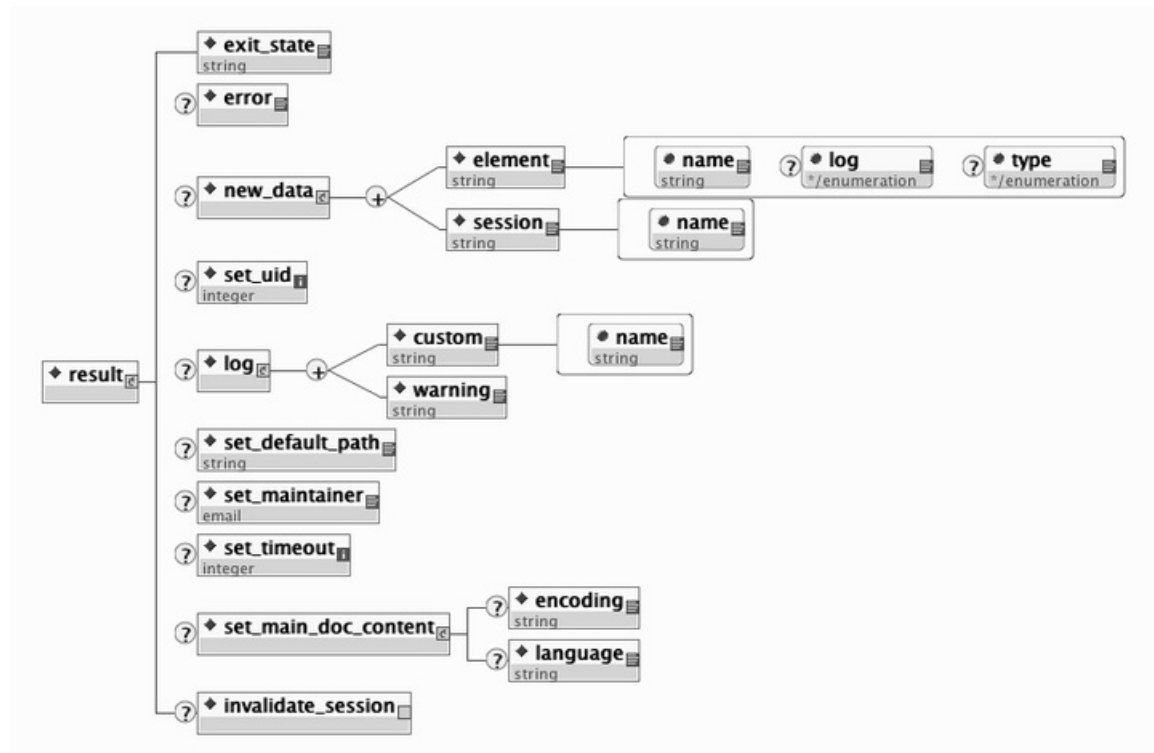 exit_state
string
? error
? new_data
+
element
string
name
string
? log
*/enumeration
? type
*/enumeration
session
string
name
string
? set_uid
i
integer
result
? log
+
custom
string
name
string
warning
string
? set_default_path
string
? set_maintainer
email
? set_timeout
i
integer
? set_main_doc_content
? encoding
string
? language
string
? invalidate_session